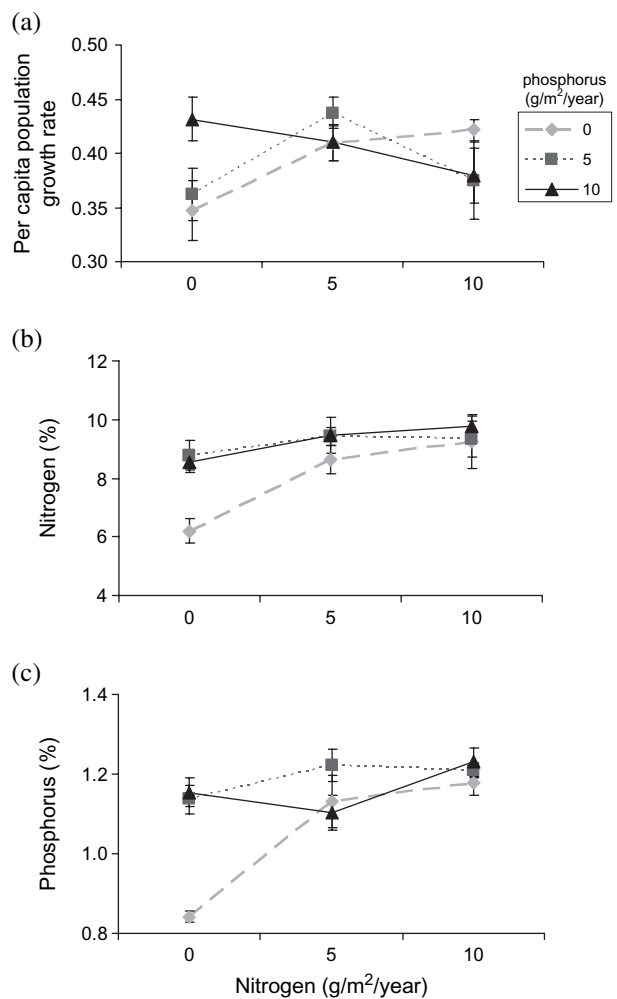 (a)
0.50
0.45
0.40
0.35
0.30
Per capita population
growth rate
0 5 10
phosphorus
(g/m²/year)
0
5
10
(b)
12
10
8
6
4
Nitrogen (%)
0 5 10
(c)
1.4
1.2
1.0
0.8
Phosphorus (%)
0 5 10
Nitrogen (g/m²/year)